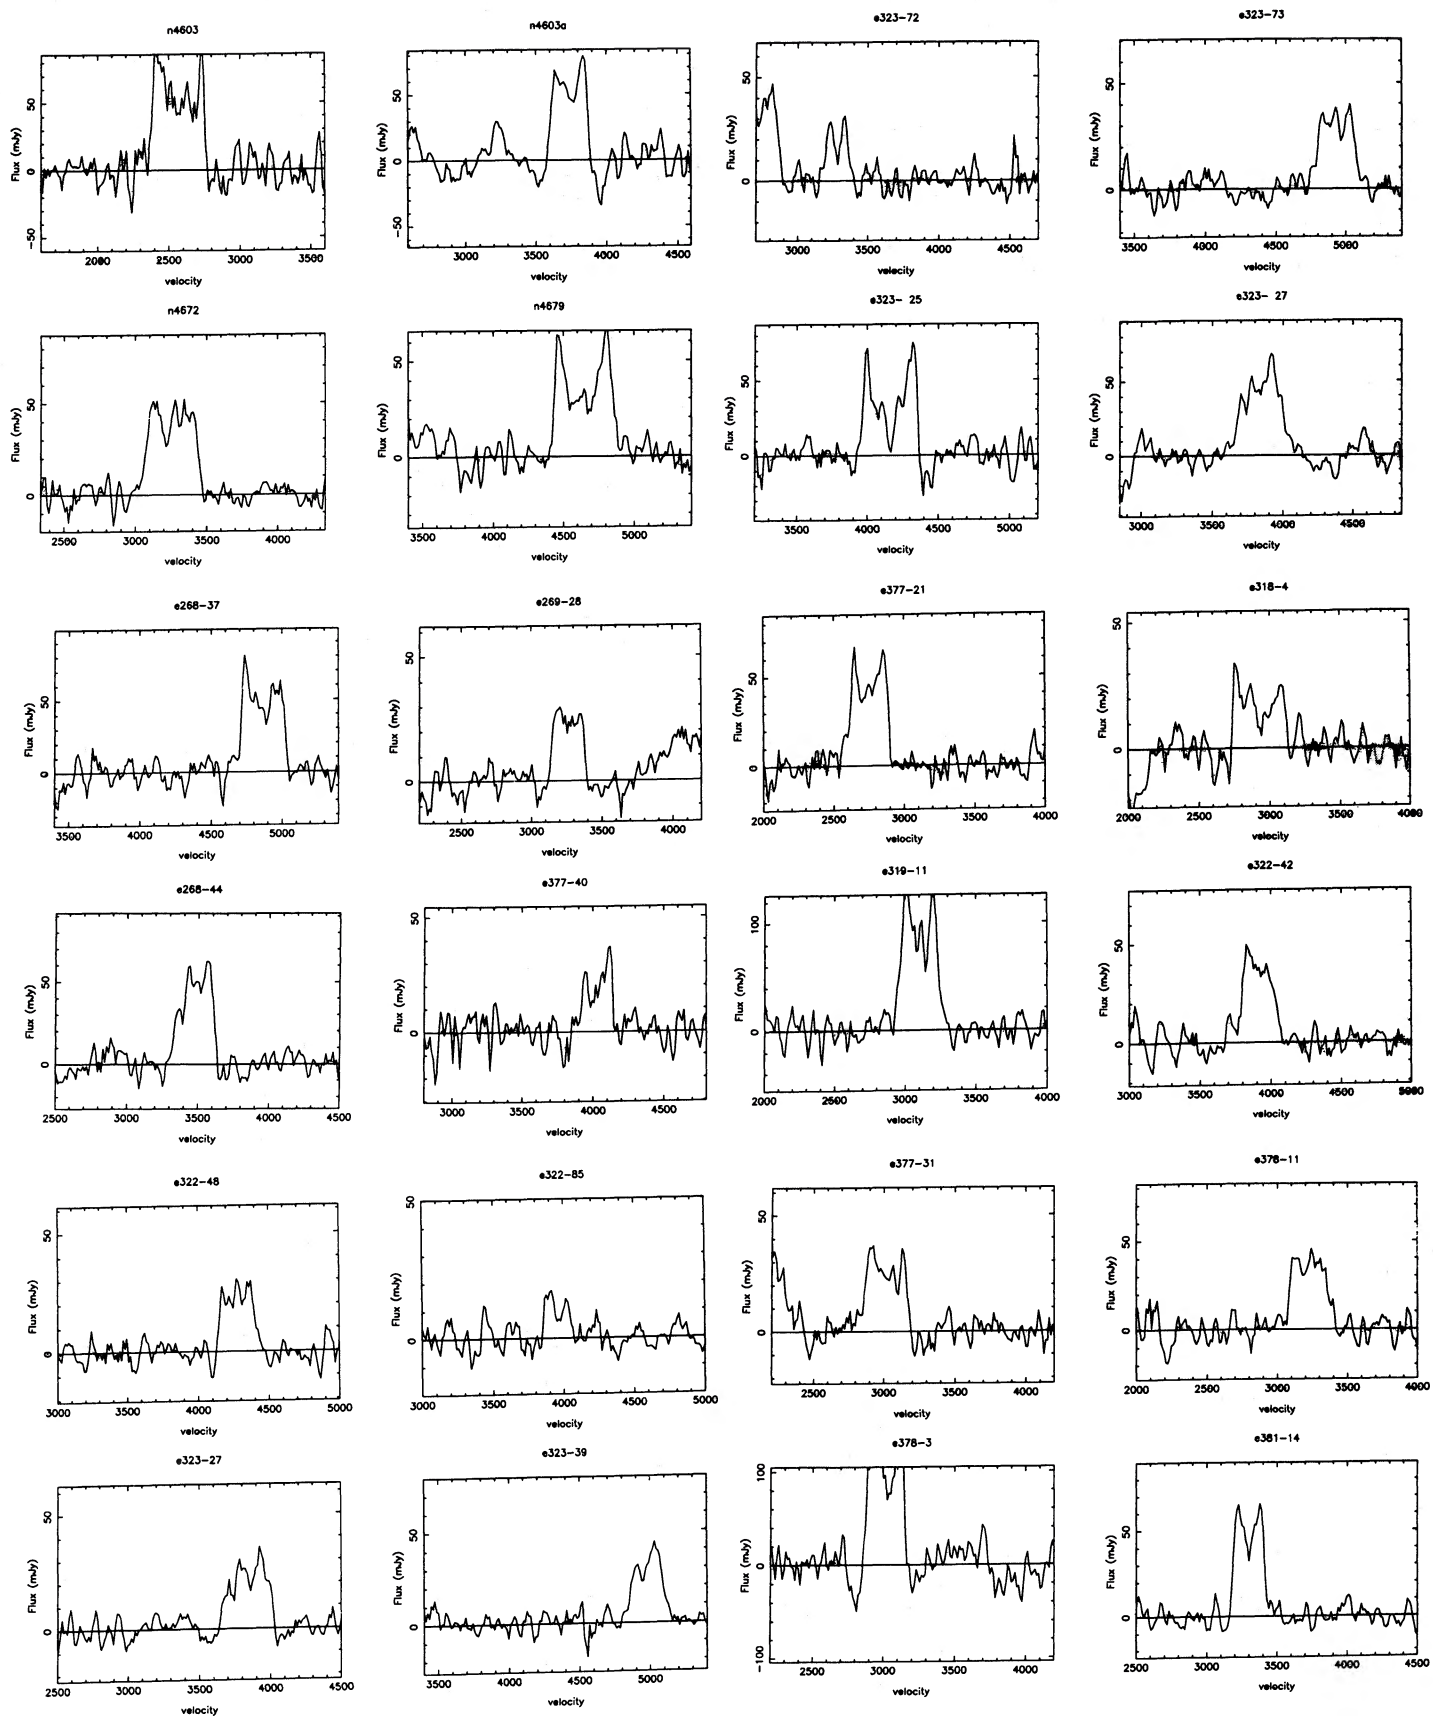 n4603
n4603a
e323-72
e323-73
Flux (mJy)
-50 0 50
2000 2500 3000 3500
velocity
Flux (mJy)
-50 0 50
3000 3500 4000 4500
velocity
Flux (mJy)
0 50
3000 3500 4000 4500
velocity
Flux (mJy)
0 50
3500 4000 4500 5000
velocity
n4672
n4679
e323- 25
e323- 27
Flux (mJy)
0 50
2500 3000 3500 4000
velocity
Flux (mJy)
0 50
3500 4000 4500 5000
velocity
Flux (mJy)
0 50
3500 4000 4500 5000
velocity
Flux (mJy)
0 50
3000 3500 4000 4500
velocity
e268-37
e269-28
e377-21
e318-4
Flux (mJy)
0 50
3500 4000 4500 5000
velocity
Flux (mJy)
0 50
2500 3000 3500 4000
velocity
Flux (mJy)
0 50
2000 2500 3000 3500 4000
velocity
Flux (mJy)
0 50
2000 2500 3000 3500 4000
velocity
e268-44
e377-40
e319-11
e322-42
Flux (mJy)
0 50
2500 3000 3500 4000 4500
velocity
Flux (mJy)
0 50
3000 3500 4000 4500
velocity
Flux (mJy)
0 100
2000 2500 3000 3500 4000
velocity
Flux (mJy)
0 50
3000 3500 4000 4500 5000
velocity
e322-48
e322-85
e377-31
e378-11
Flux (mJy)
0 50
3000 3500 4000 4500 5000
velocity
Flux (mJy)
0 50
3000 3500 4000 4500 5000
velocity
Flux (mJy)
0 50
2500 3000 3500 4000
velocity
Flux (mJy)
0 50
2000 2500 3000 3500 4000
velocity
e323-27
e323-39
e378-3
e381-14
Flux (mJy)
0 50
2500 3000 3500 4000 4500
velocity
Flux (mJy)
0 50
3500 4000 4500 5000
velocity
Flux (mJy)
-100 0 100
2500 3000 3500 4000
velocity
Flux (mJy)
0 50
2500 3000 3500 4000 4500
velocity